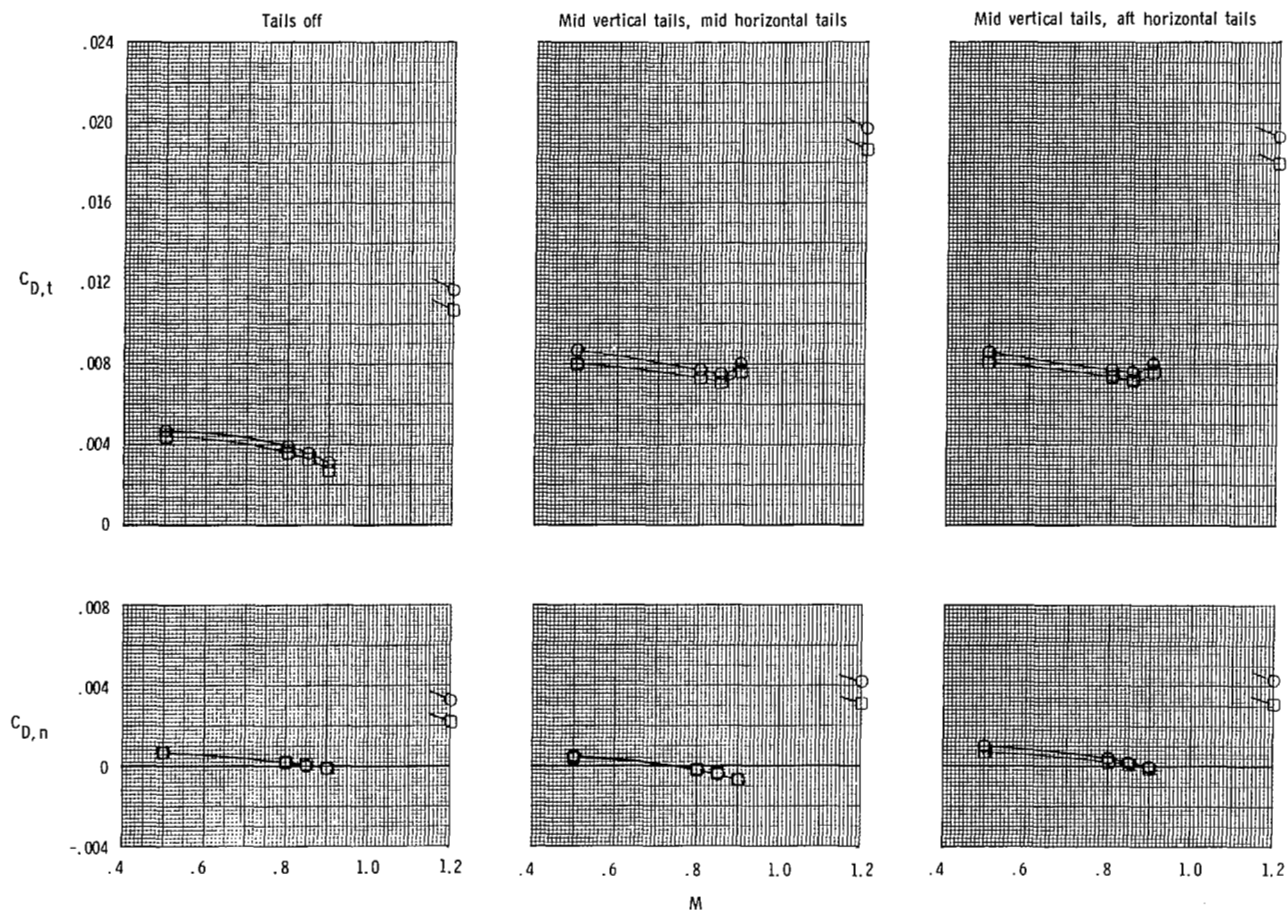 Tails off
Mid vertical tails, mid horizontal tails
Mid vertical tails, aft horizontal tails
.024
.020
.016
C_D,t
.012
.008
.004
0
.008
.004
C_D,n
0
-.004
.4 .6 .8 1.0 1.2
.4 .6 .8 1.0 1.2
.4 .6 .8 1.0 1.2
M